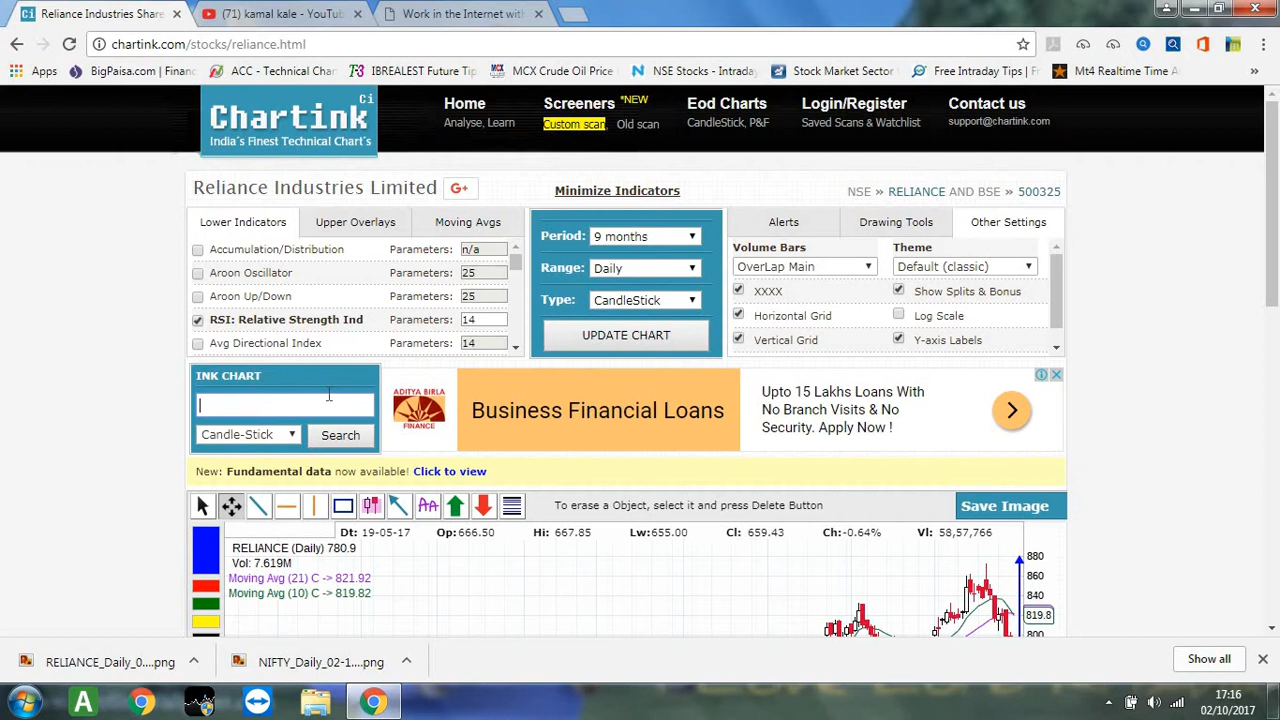 Reliance Industries Share
(71) kamal kale - YouTub
Work in the Internet with
chartink.com/stocks/reliance.html
Apps
BigPaisa.com | Financ
ACC - Technical Char
1BREALEST Future Tip
MCX Crude Oil Price
NSE Stocks - Intraday
Stock Market Sector
Free Intraday Tips | Fr
Mt4 Realtime Time A
Chartink Ci
India's Finest Technical Chart's
Home
Analyse, Learn
Screeners *NEW
Custom scan, Old scan
Eod Charts
CandleStick, P&F
Login/Register
Saved Scans & Watchlist
Contact us
support@chartink.com
Reliance Industries Limited
G+
Minimize Indicators
NSE » RELIANCE AND BSE » 500325
Lower Indicators
Upper Overlays
Moving Avgs
Accumulation/Distribution Parameters: n/a
Aroon Oscillator Parameters: 25
Aroon Up/Down Parameters: 25
RSI: Relative Strength Ind Parameters: 14
Avg Directional Index Parameters: 14
Period: 9 months
Range: Daily
Type: CandleStick
UPDATE CHART
Alerts
Drawing Tools
Other Settings
Volume Bars
Theme
OverLap Main
Default (classic)
XXXX
Show Splits & Bonus
Horizontal Grid
Log Scale
Vertical Grid
Y-axis Labels
INK CHART
Candle-Stick
Search
ADITYA BIRLA
FINANCE
Business Financial Loans
Upto 15 Lakhs Loans With
No Branch Visits & No
Security. Apply Now !
New: Fundamental data now available! Click to view
To erase a Object, select it and press Delete Button
Save Image
Dt: 19-05-17 Op:666.50 Hi: 667.85 Lw:655.00 Cl: 659.43 Ch:-0.64% Vl: 58,57,766
RELIANCE (Daily) 780.9
Vol: 7.619M
Moving Avg (21) C -> 821.92
Moving Avg (10) C -> 819.82
880
860
840
819.8
800
RELIANCE_Daily_0....png
NIFTY_Daily_02-1....png
Show all
17:16
02/10/2017